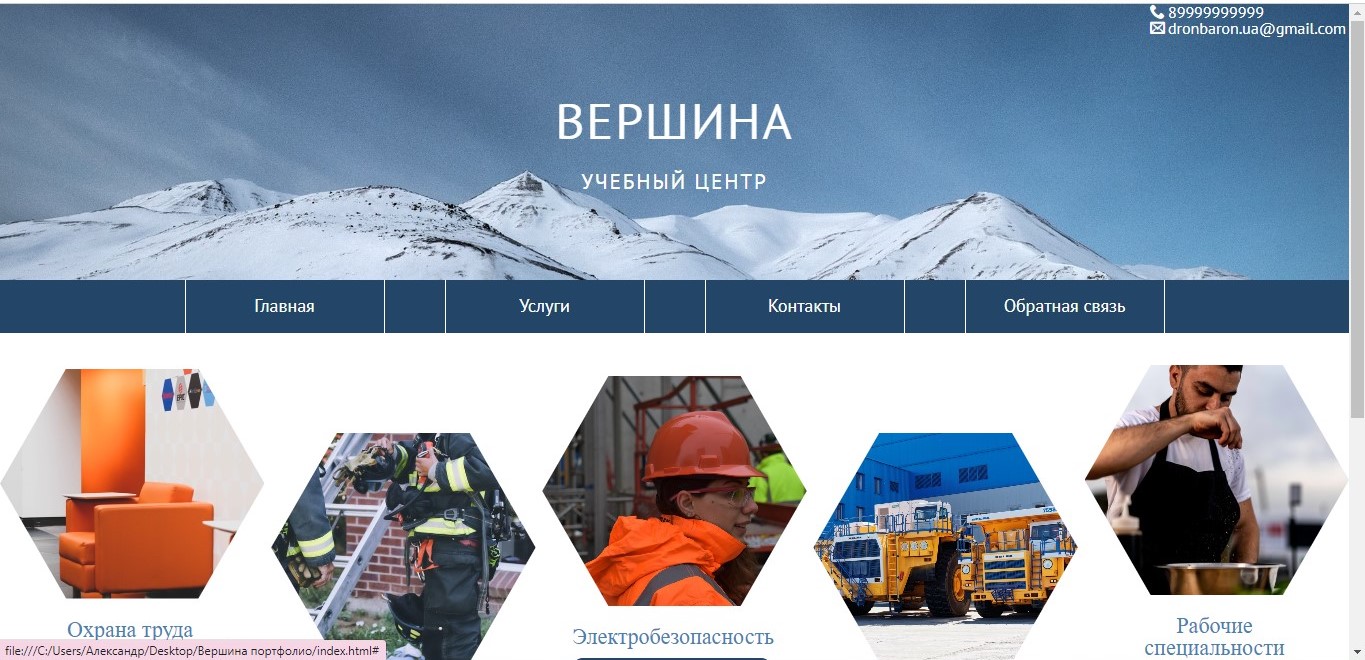 89999999999
dronbaron.ua@gmail.com
ВЕРШИНА
УЧЕБНЫЙ ЦЕНТР
Главная
Услуги
Контакты
Обратная связь
Охрана труда
Электробезопасность
Рабочие
специальности
file:///C:/Users/Александр/Desktop/Вершина портфолио/index.html#